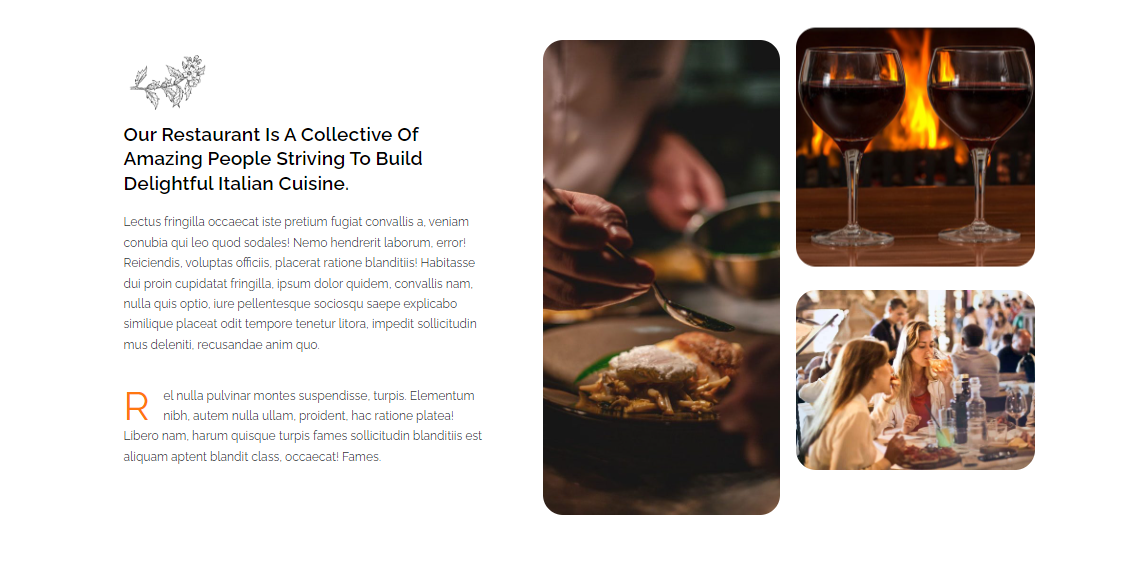 Our Restaurant Is A Collective Of
Amazing People Striving To Build
Delightful Italian Cuisine.
Lectus fringilla occaecat iste pretium fugiat convallis a, veniam
conubia qui leo quod sodales! Nemo hendrerit laborum, error!
Reiciendis, voluptas officiis, placerat ratione blanditiis! Habitasse
dui proin cupidatat fringilla, ipsum dolor quidem, convallis nam,
nulla quis optio, iure pellentesque sociosqu saepe explicabo
similique placeat odit tempore tenetur litora, impedit sollicitudin
mus deleniti, recusandae anim quo.
Rel nulla pulvinar montes suspendisse, turpis. Elementum
nibh, autem nulla ullam, proident, hac ratione platea!
Libero nam, harum quisque turpis fames sollicitudin blanditiis est
aliquam aptent blandit class, occaecat! Fames.